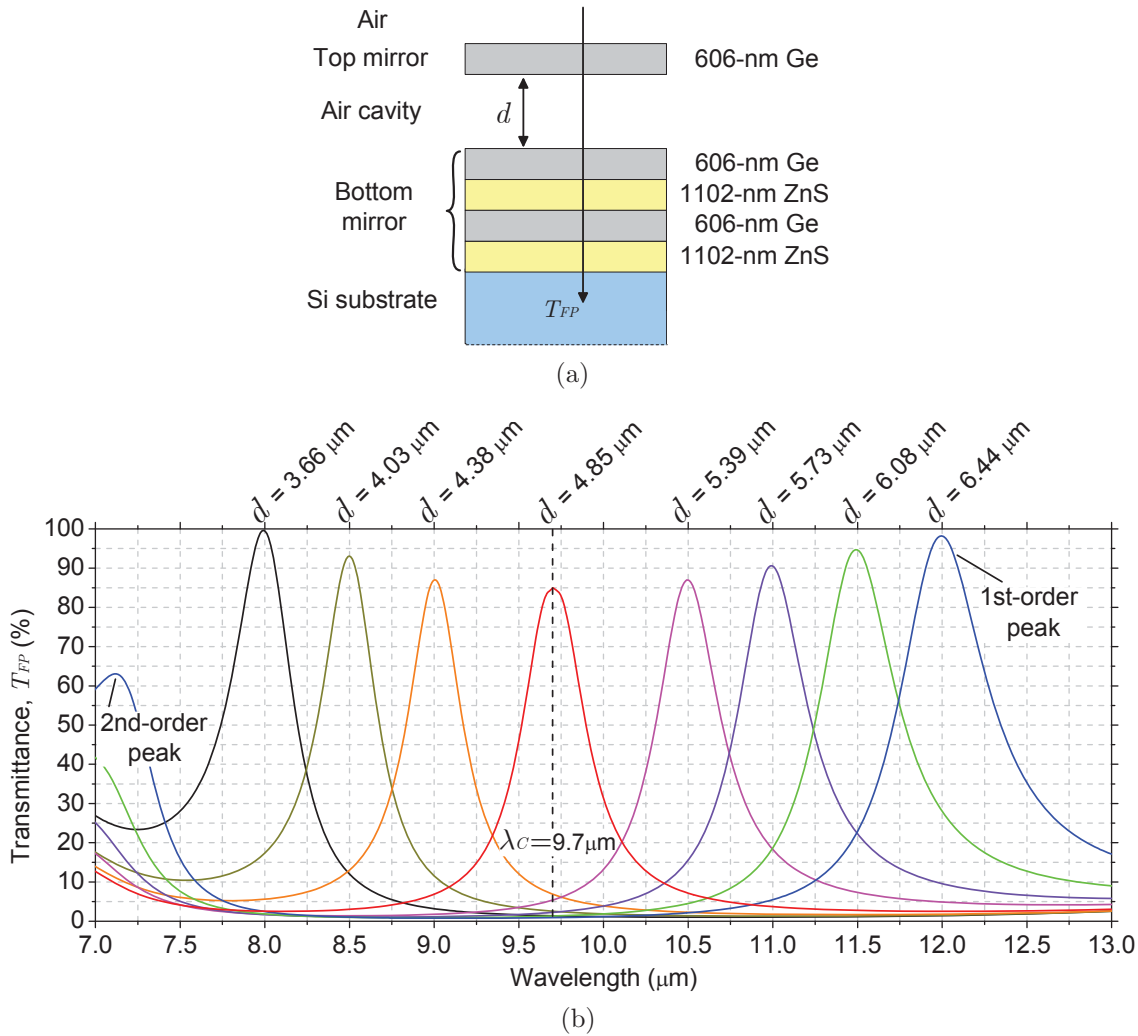 Air
Top mirror
606-nm Ge
Air cavity
d
Bottom
mirror
606-nm Ge
1102-nm ZnS
606-nm Ge
1102-nm ZnS
Si substrate
T_FP
(a)
d = 3.66 μm
d = 4.03 μm
d = 4.38 μm
d = 4.85 μm
d = 5.39 μm
d = 5.73 μm
d = 6.08 μm
d = 6.44 μm
100
90
80
70
60
50
40
30
20
10
0
Transmittance, T_FP (%)
2nd-order
peak
1st-order
peak
λC=9.7μm
7.0 7.5 8.0 8.5 9.0 9.5 10.0 10.5 11.0 11.5 12.0 12.5 13.0
Wavelength (μm)
(b)